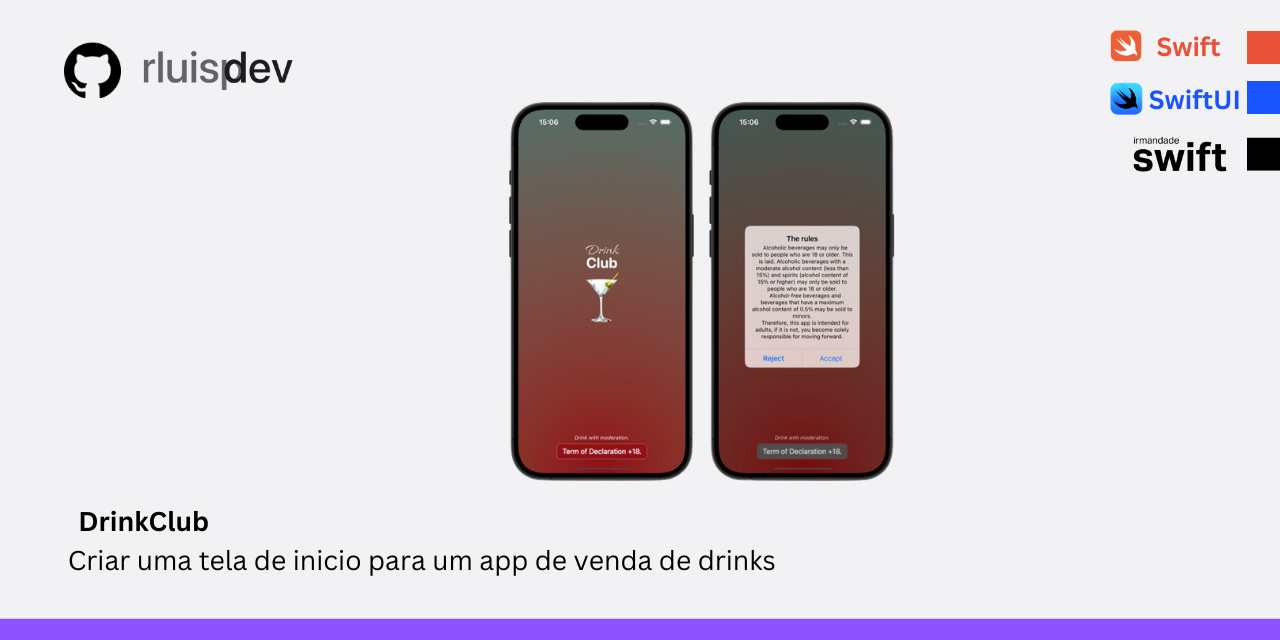 rluispdev
Swift
SwiftUI
irmandade
swift
15:06
Drink
Club
Drink with moderation.
Term of Declaration +18.
15:06
The rules
Alcoholic beverages may only be
sold to people who are 18 or older. This
is laid. Alcoholic beverages with a
moderate alcohol content (less than
15%) and spirits (alcohol content of
15% or higher) may only be sold to
people who are 18 or older.
Alcohol-free beverages and
beverages that have a maximum
alcohol content of 0.5% may be sold to
minors.
Therefore, this app is intended for
adults, if it is not, you become solely
responsible for moving forward.
Reject
Accept
Drink with moderation.
Term of Declaration +18.
DrinkClub
Criar uma tela de inicio para um app de venda de drinks